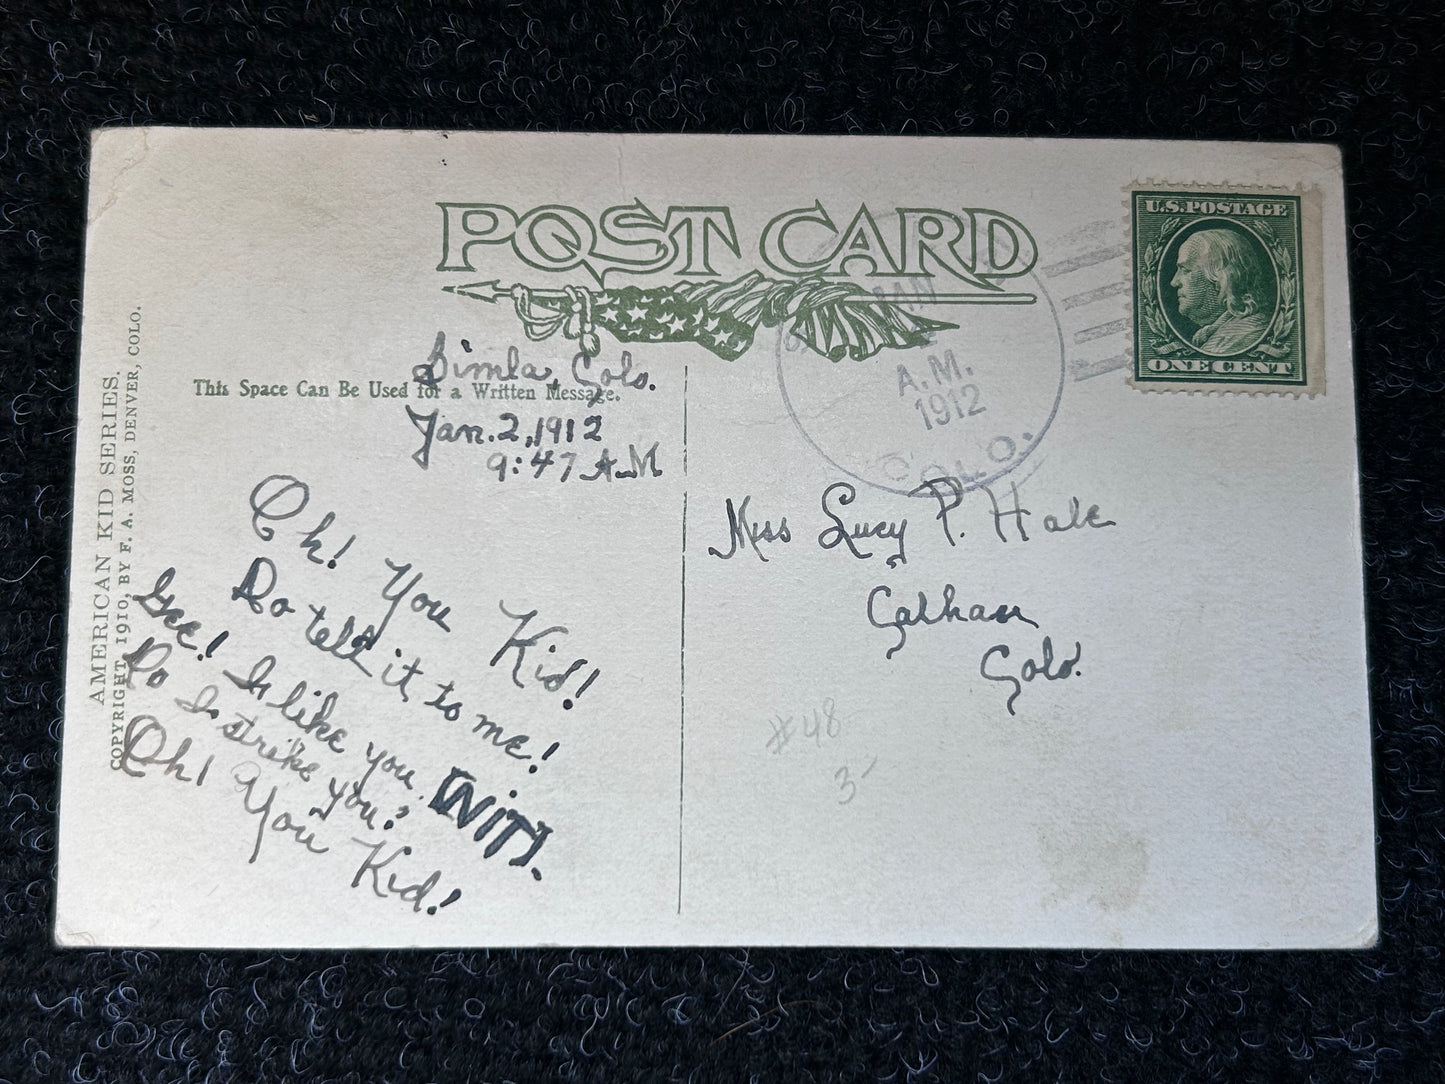 POST CARD
U.S. POSTAGE
ONE CENT
JAN
A.M.
1912
COLO.
This Space Can Be Used for a Written Message.
AMERICAN KID SERIES.
COPYRIGHT, 1910, BY F. A. MOSS, DENVER, COLO.
Simla, Colo.
Jan. 2, 1912
9:47 A.M
Oh! You Kid!
Do tell it to me!
Gee! I like you [WIT].
Do I strike you?
Oh! You Kid!
Miss Lucy P. Hale
Calhan
Colo.
#48
3-